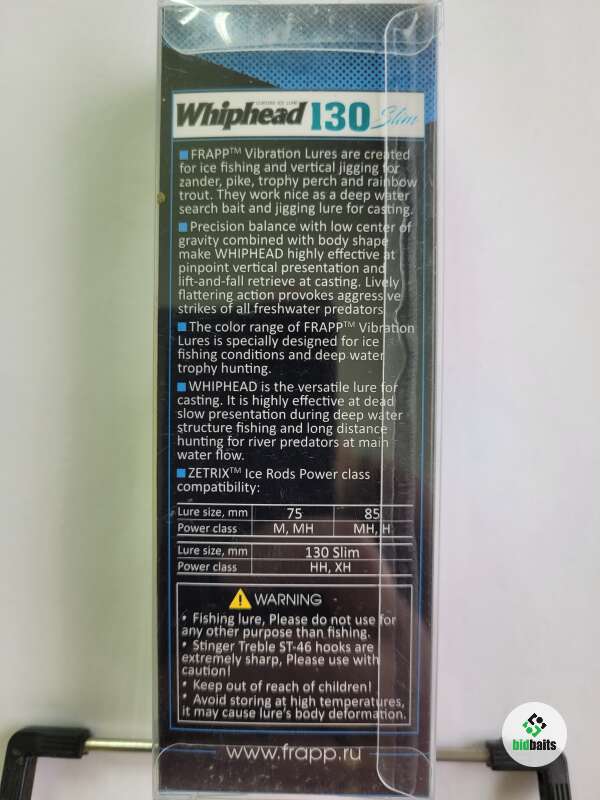 CUSTOM ICE LURE
Whiphead 130 Slim
FRAPP™ Vibration Lures are created
for ice fishing and vertical jigging for
zander, pike, trophy perch and rainbow
trout. They work nice as a deep water
search bait and jigging lure for casting.
Precision balance with low center of
gravity combined with body shape
make WHIPHEAD highly effective at
pinpoint vertical presentation and
lift-and-fall retrieve at casting. Lively
flattering action provokes aggressive
strikes of all freshwater predators
The color range of FRAPP™ Vibration
Lures is specially designed for ice
fishing conditions and deep water
trophy hunting.
WHIPHEAD is the versatile lure for
casting. It is highly effective at dead
slow presentation during deep water
structure fishing and long distance
hunting for river predators at main
water flow.
ZETRIX™ Ice Rods Power class
compatibility:
Lure size, mm 75 85
Power class M, MH MH, H
Lure size, mm 130 Slim
Power class HH, XH
WARNING
• Fishing lure, Please do not use for
any other purpose than fishing.
• Stinger Treble ST-46 hooks are
extremely sharp, Please use with
caution!
• Keep out of reach of children!
• Avoid storing at high temperatures,
it may cause lure's body deformation.
www.frapp.ru
bidbaits